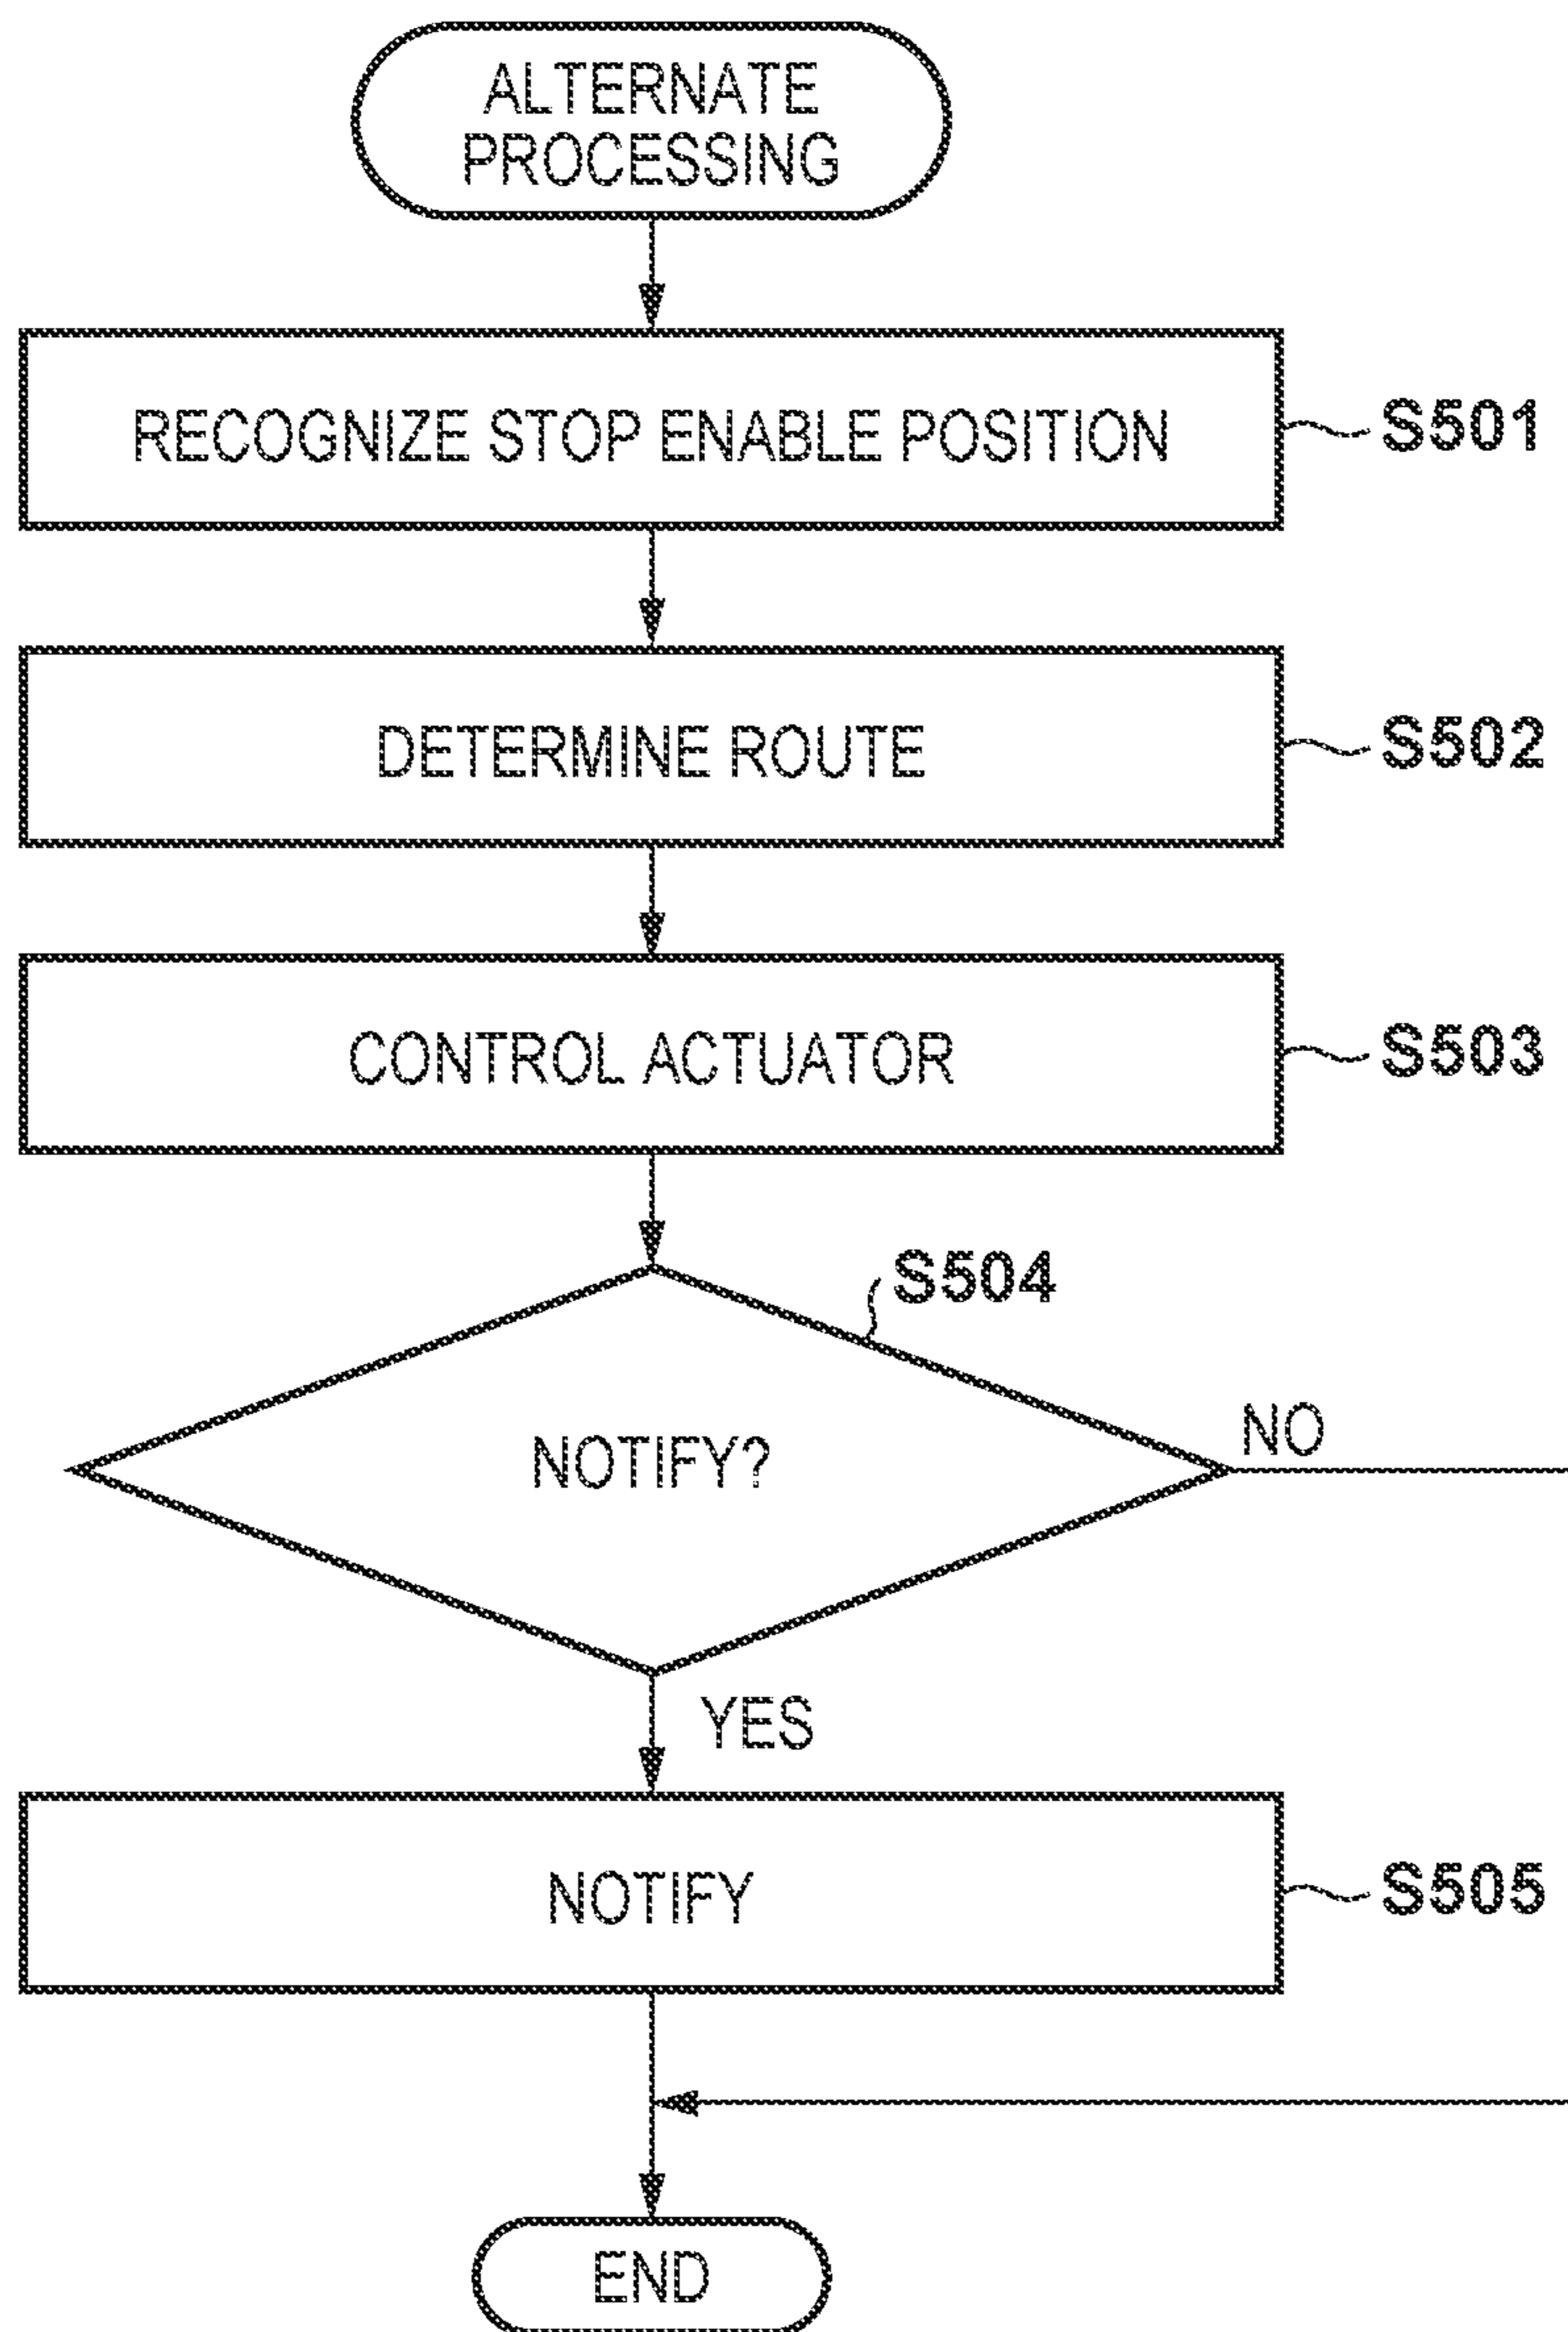 ALTERNATE
PROCESSING
RECOGNIZE STOP ENABLE POSITION
S501
DETERMINE ROUTE
S502
CONTROL ACTUATOR
S503
S504
NOTIFY?
NO
YES
NOTIFY
S505
END